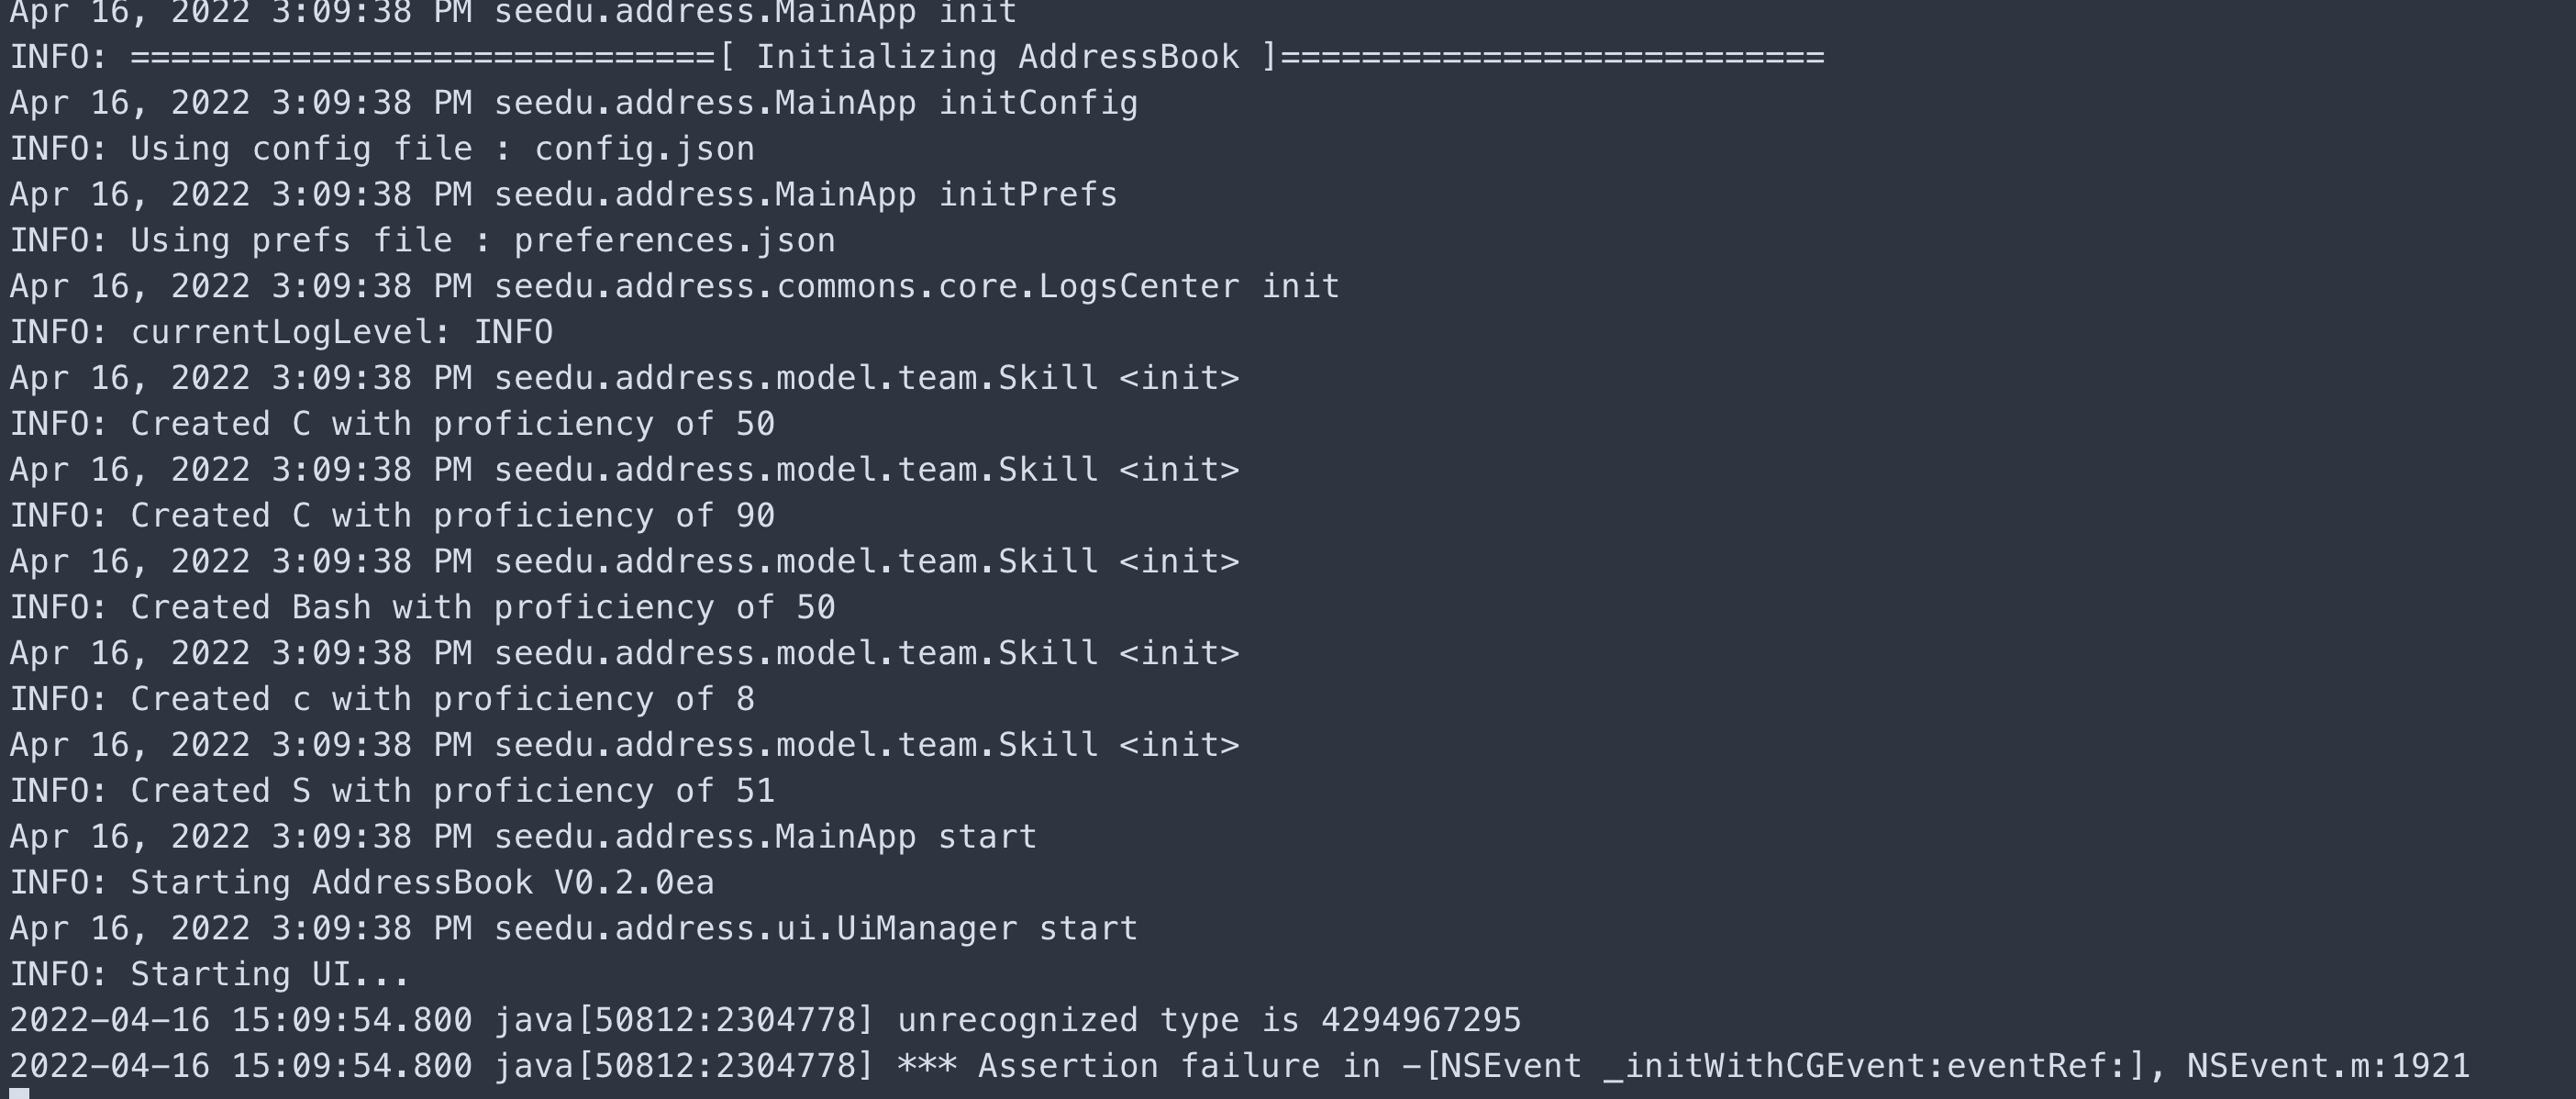 Apr 16, 2022 3:09:38 PM seedu.address.MainApp init
INFO: =============================[ Initializing AddressBook ]===========================
Apr 16, 2022 3:09:38 PM seedu.address.MainApp initConfig
INFO: Using config file : config.json
Apr 16, 2022 3:09:38 PM seedu.address.MainApp initPrefs
INFO: Using prefs file : preferences.json
Apr 16, 2022 3:09:38 PM seedu.address.commons.core.LogsCenter init
INFO: currentLogLevel: INFO
Apr 16, 2022 3:09:38 PM seedu.address.model.team.Skill <init>
INFO: Created C with proficiency of 50
Apr 16, 2022 3:09:38 PM seedu.address.model.team.Skill <init>
INFO: Created C with proficiency of 90
Apr 16, 2022 3:09:38 PM seedu.address.model.team.Skill <init>
INFO: Created Bash with proficiency of 50
Apr 16, 2022 3:09:38 PM seedu.address.model.team.Skill <init>
INFO: Created c with proficiency of 8
Apr 16, 2022 3:09:38 PM seedu.address.model.team.Skill <init>
INFO: Created S with proficiency of 51
Apr 16, 2022 3:09:38 PM seedu.address.MainApp start
INFO: Starting AddressBook V0.2.0ea
Apr 16, 2022 3:09:38 PM seedu.address.ui.UiManager start
INFO: Starting UI...
2022-04-16 15:09:54.800 java[50812:2304778] unrecognized type is 4294967295
2022-04-16 15:09:54.800 java[50812:2304778] *** Assertion failure in -[NSEvent _initWithCGEvent:eventRef:], NSEvent.m:1921